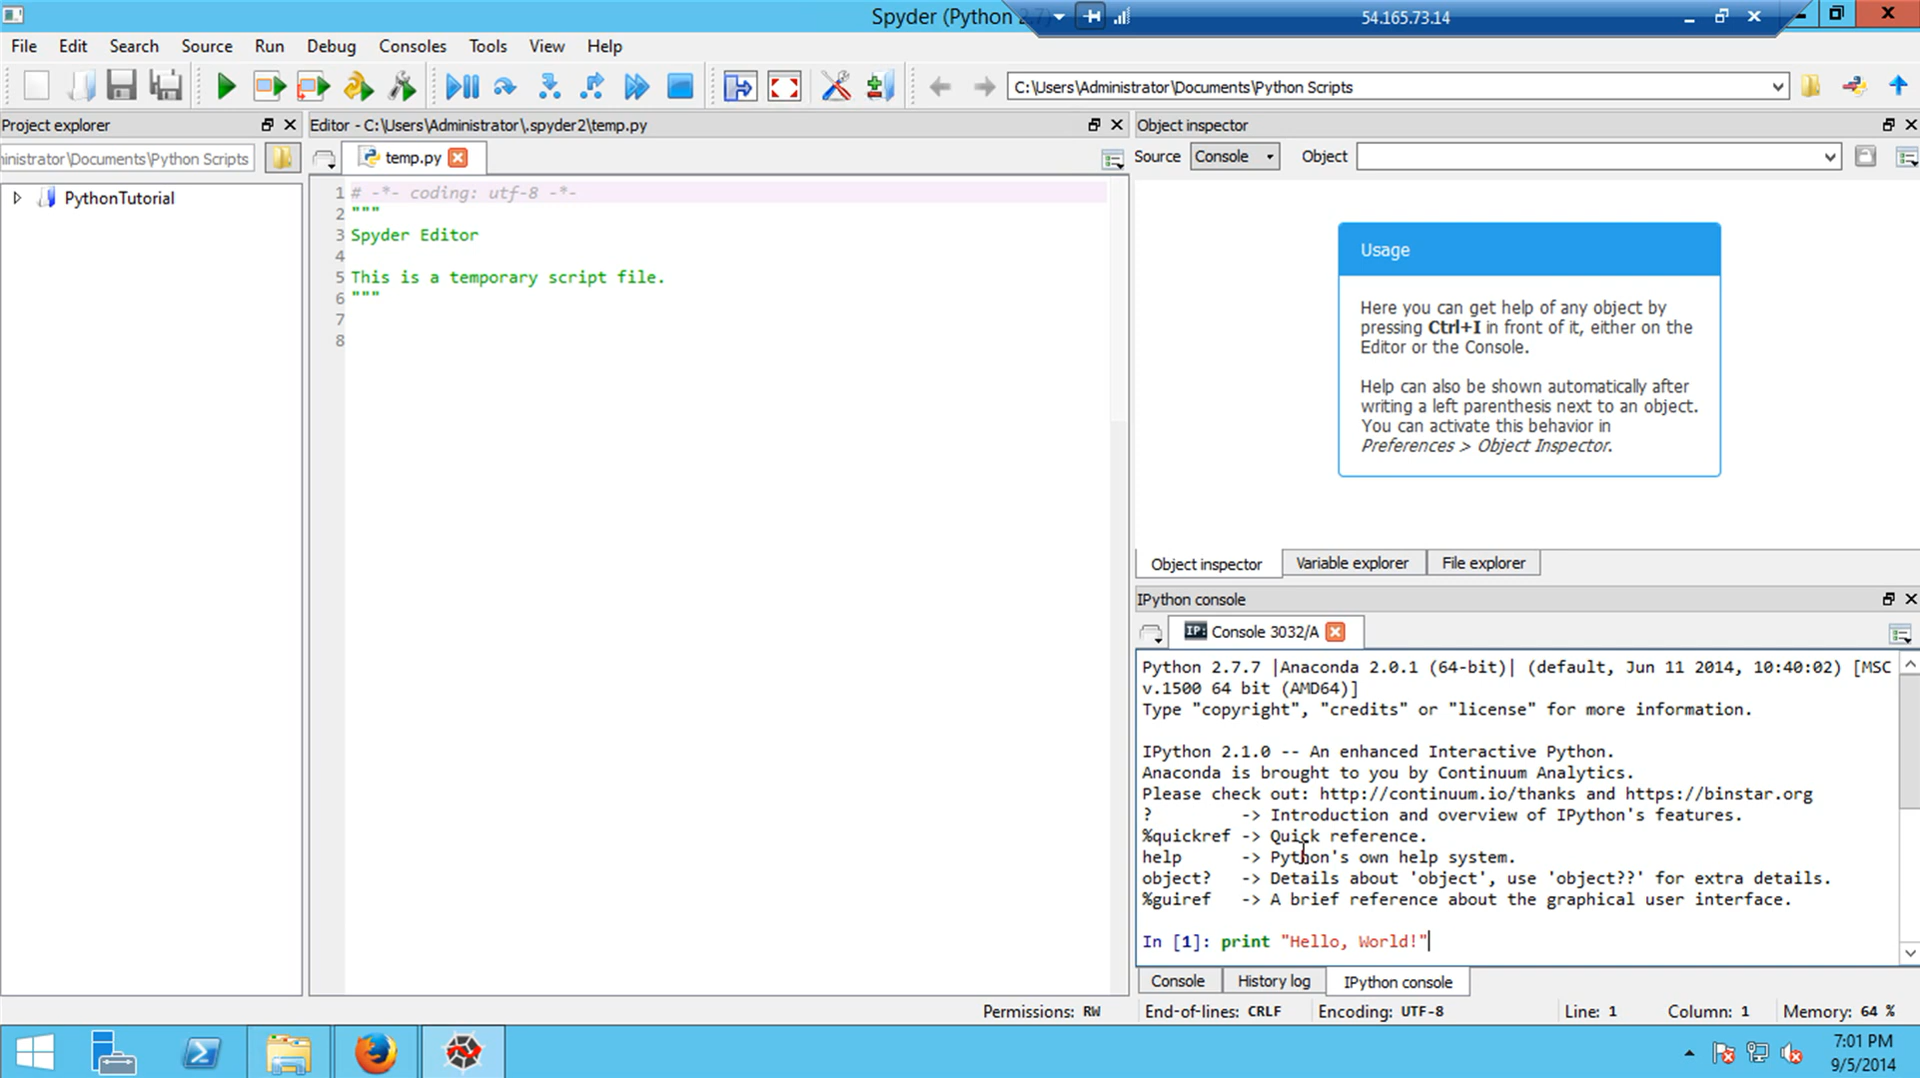 Spyder (Python 2.7)
54.165.73.14
File Edit Search Source Run Debug Consoles Tools View Help
C:\Users\Administrator\Documents\Python Scripts
Project explorer
inistrator\Documents\Python Scripts
PythonTutorial
Editor - C:\Users\Administrator\.spyder2\temp.py
temp.py
1 # -*- coding: utf-8 -*-
2 """
3 Spyder Editor
4
5 This is a temporary script file.
6 """
7
8
Object inspector
Source Console Object
Usage
Here you can get help of any object by
pressing Ctrl+I in front of it, either on the
Editor or the Console.
Help can also be shown automatically after
writing a left parenthesis next to an object.
You can activate this behavior in
Preferences > Object Inspector.
Object inspector Variable explorer File explorer
IPython console
IP: Console 3032/A
Python 2.7.7 |Anaconda 2.0.1 (64-bit)| (default, Jun 11 2014, 10:40:02) [MSC
v.1500 64 bit (AMD64)]
Type "copyright", "credits" or "license" for more information.
IPython 2.1.0 -- An enhanced Interactive Python.
Anaconda is brought to you by Continuum Analytics.
Please check out: http://continuum.io/thanks and https://binstar.org
? -> Introduction and overview of IPython's features.
%quickref -> Quick reference.
help -> Python's own help system.
object? -> Details about 'object', use 'object??' for extra details.
%guiref -> A brief reference about the graphical user interface.
In [1]: print "Hello, World!"
Console History log IPython console
Permissions: RW End-of-lines: CRLF Encoding: UTF-8 Line: 1 Column: 1 Memory: 64 %
7:01 PM
9/5/2014